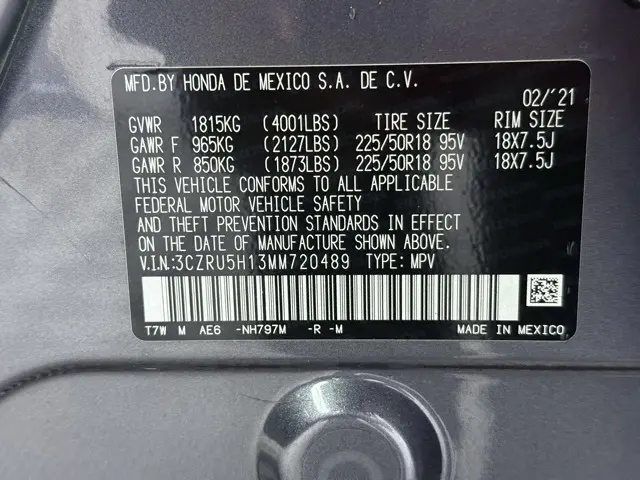 MFD.BY HONDA DE MEXICO S.A. DE C.V.
02/'21
GVWR 1815KG (4001LBS) TIRE SIZE RIM SIZE
GAWR F 965KG (2127LBS) 225/50R18 95V 18X7.5J
GAWR R 850KG (1873LBS) 225/50R18 95V 18X7.5J
THIS VEHICLE CONFORMS TO ALL APPLICABLE
FEDERAL MOTOR VEHICLE SAFETY
AND THEFT PREVENTION STANDARDS IN EFFECT
ON THE DATE OF MANUFACTURE SHOWN ABOVE.
V.I.N.:3CZRU5H13MM720489 TYPE: MPV
T7W M AE6 -NH797M -R -M MADE IN MEXICO